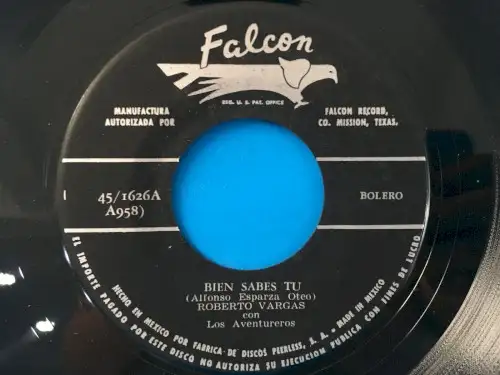 Falcon
REG. U. S. PAT. OFFICE
MANUFACTURA
AUTORIZADA POR
FALCON RECORD,
CO. MISSION, TEXAS.
45/1626A
A958)
BOLERO
BIEN SABES TU
(Alfonso Esparza Oteo)
ROBERTO VARGAS
con
Los Aventureros
HECHO EN MEXICO POR FABRICA DE DISCOS PEERLESS, S. A. - MADE IN MEXICO
EL IMPORTE PAGADO POR ESTE DISCO NO AUTORIZA SU EJECUCION PUBLICA CON FINES DE LUCRO